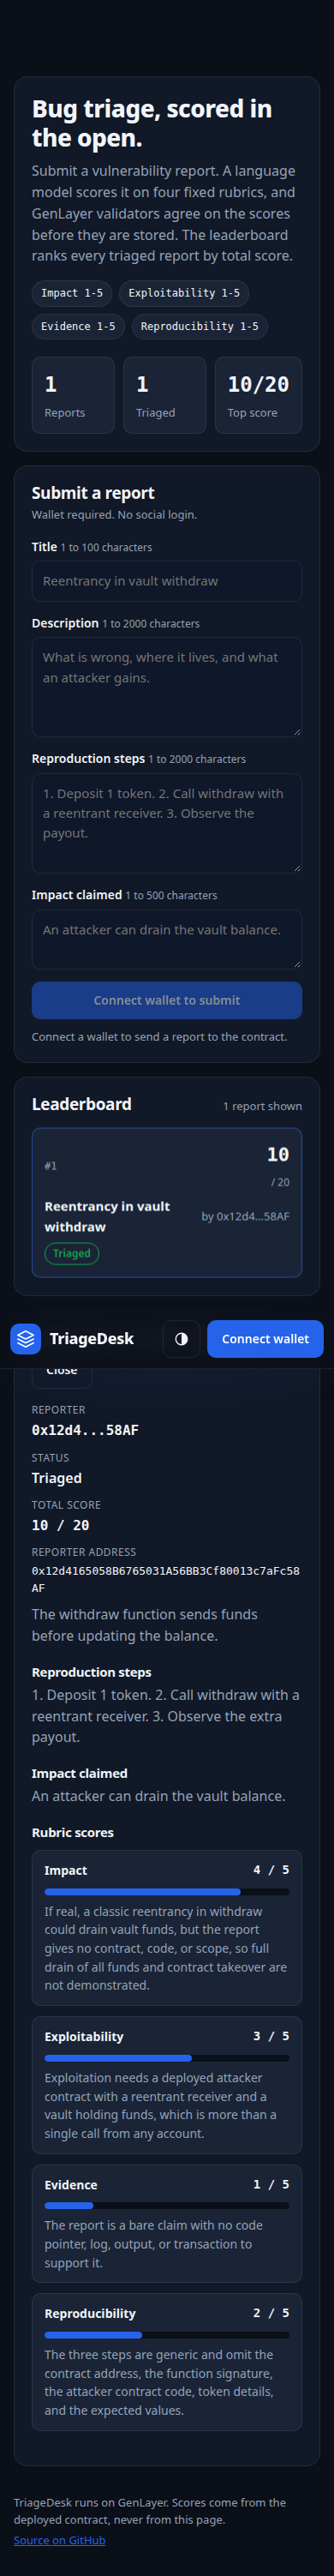 Bug triage, scored in
the open.
Submit a vulnerability report. A language
model scores it on four fixed rubrics, and
GenLayer validators agree on the scores
before they are stored. The leaderboard
ranks every triaged report by total score.
Impact 1-5 Exploitability 1-5
Evidence 1-5 Reproducibility 1-5
1 1 10/20
Reports Triaged Top score
Submit a report
Wallet required. No social login.
Title 1 to 100 characters
Reentrancy in vault withdraw
Description 1 to 2000 characters
What is wrong, where it lives, and what
an attacker gains.
Reproduction steps 1 to 2000 characters
1. Deposit 1 token. 2. Call withdraw with
a reentrant receiver. 3. Observe the
payout.
Impact claimed 1 to 500 characters
An attacker can drain the vault balance.
Connect wallet to submit
Connect a wallet to send a report to the contract.
Leaderboard 1 report shown
#1 10
/ 20
Reentrancy in vault
withdraw
by 0x12d4...58AF
Triaged
TriageDesk Connect wallet
Close
REPORTER
0x12d4...58AF
STATUS
Triaged
TOTAL SCORE
10 / 20
REPORTER ADDRESS
0x12d4165058B6765031A56BB3Cf80013c7aFc58
AF
The withdraw function sends funds
before updating the balance.
Reproduction steps
1. Deposit 1 token. 2. Call withdraw with a
reentrant receiver. 3. Observe the extra
payout.
Impact claimed
An attacker can drain the vault balance.
Rubric scores
Impact 4 / 5
If real, a classic reentrancy in withdraw
could drain vault funds, but the report
gives no contract, code, or scope, so full
drain of all funds and contract takeover are
not demonstrated.
Exploitability 3 / 5
Exploitation needs a deployed attacker
contract with a reentrant receiver and a
vault holding funds, which is more than a
single call from any account.
Evidence 1 / 5
The report is a bare claim with no code
pointer, log, output, or transaction to
support it.
Reproducibility 2 / 5
The three steps are generic and omit the
contract address, the function signature,
the attacker contract code, token details,
and the expected values.
TriageDesk runs on GenLayer. Scores come from the
deployed contract, never from this page.
Source on GitHub